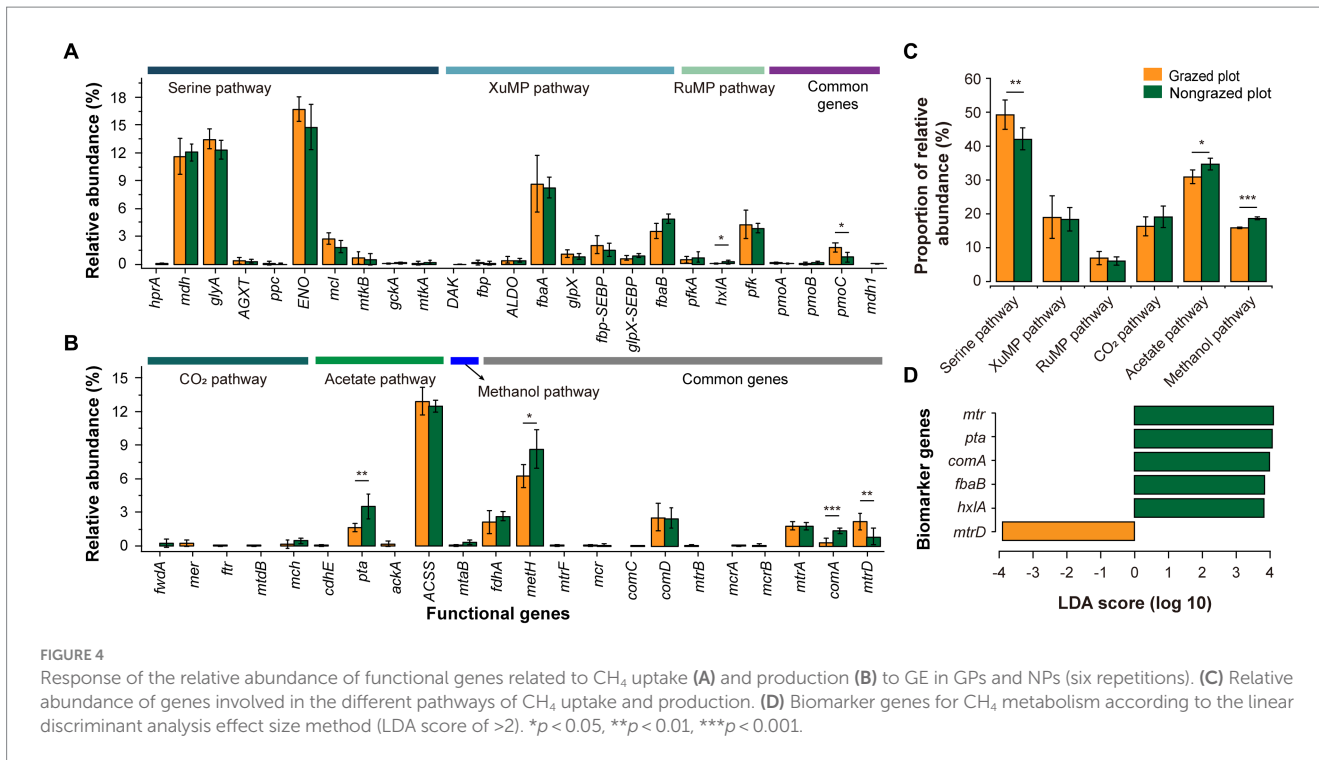 A
Serine pathway
XuMP pathway
RuMP pathway
Common
genes
Relative abundance (%)
18
15
12
9
6
3
0
*
*
hprA
mdh
glyA
AGXT
ppc
ENO
mcl
mtkB
gckA
mtkA
DAK
fbp
ALDO
fbaA
glpX
fbp-SEBP
glpX-SEBP
fbaB
pfkA
hxlA
pfk
pmoA
pmoB
pmoC
mdh1
B
CO₂ pathway
Acetate pathway
Methanol pathway
Common genes
Relative abundance (%)
15
12
9
6
3
0
**
*
***
**
fwdA
mer
ftr
mtdB
mch
cdhE
pta
ackA
ACSS
mtaB
fdhA
metH
mtrF
mcr
comC
comD
mtrB
mcrA
mcrB
mtrA
comA
mtrD
Functional genes
C
Grazed plot
Nongrazed plot
Proportion of relative
abundance (%)
60
50
40
30
20
10
0
**
*
***
Serine pathway
XuMP pathway
RuMP pathway
CO₂ pathway
Acetate pathway
Methanol pathway
D
Biomarker genes
mtr
pta
comA
fbaB
hxlA
mtrD
-4 -3 -2 -1 0 1 2 3 4
LDA score (log 10)
FIGURE 4
Response of the relative abundance of functional genes related to CH₄ uptake (A) and production (B) to GE in GPs and NPs (six repetitions). (C) Relative
abundance of genes involved in the different pathways of CH₄ uptake and production. (D) Biomarker genes for CH₄ metabolism according to the linear
discriminant analysis effect size method (LDA score of >2). *p < 0.05, **p < 0.01, ***p < 0.001.